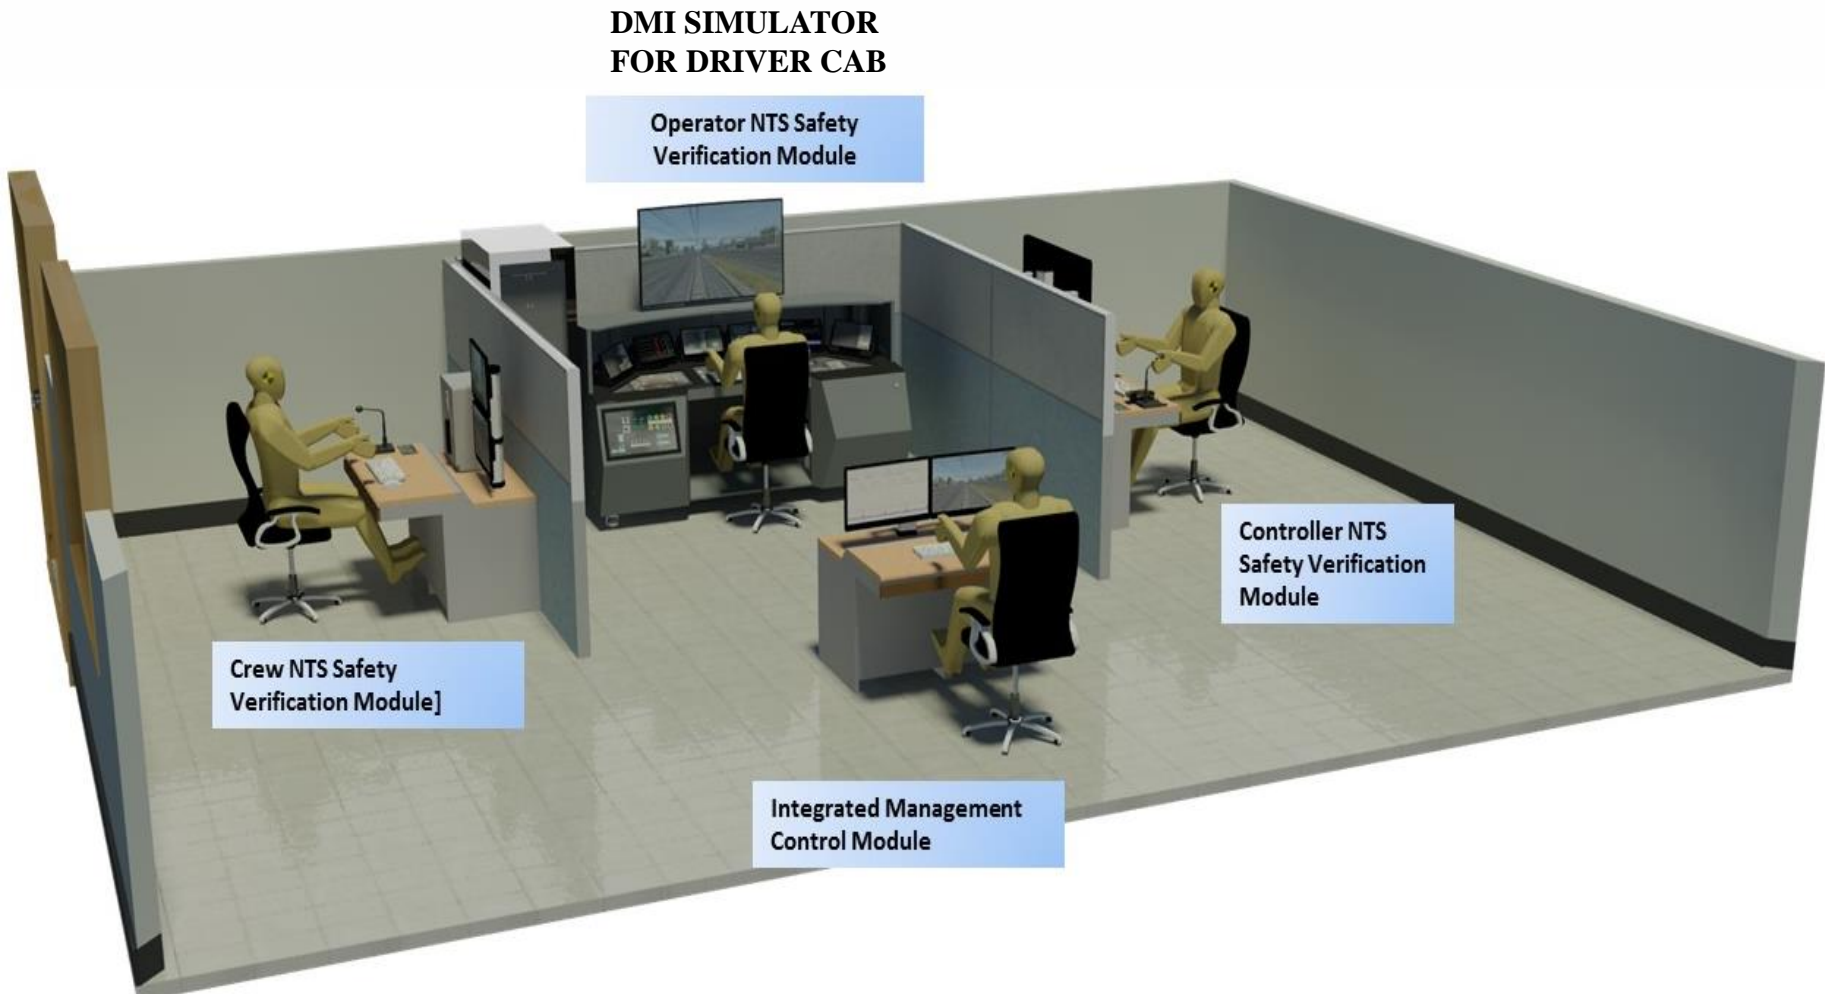 DMI SIMULATOR
FOR DRIVER CAB
Operator NTS Safety
Verification Module
Controller NTS
Safety Verification
Module
Crew NTS Safety
Verification Module]
Integrated Management
Control Module